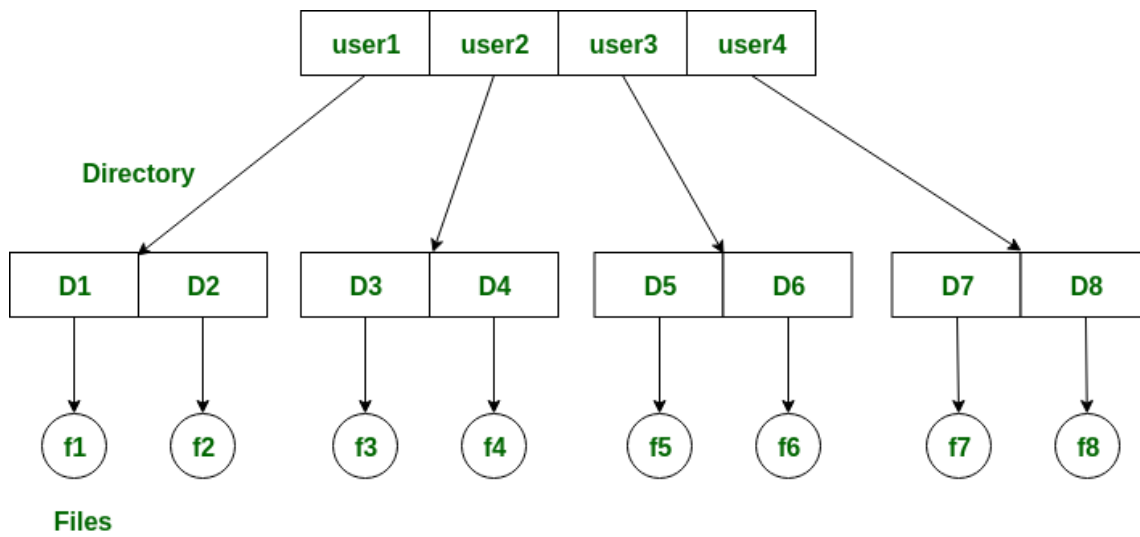 user1 user2 user3 user4
Directory
D1 D2 D3 D4 D5 D6 D7 D8
f1 f2 f3 f4 f5 f6 f7 f8
Files